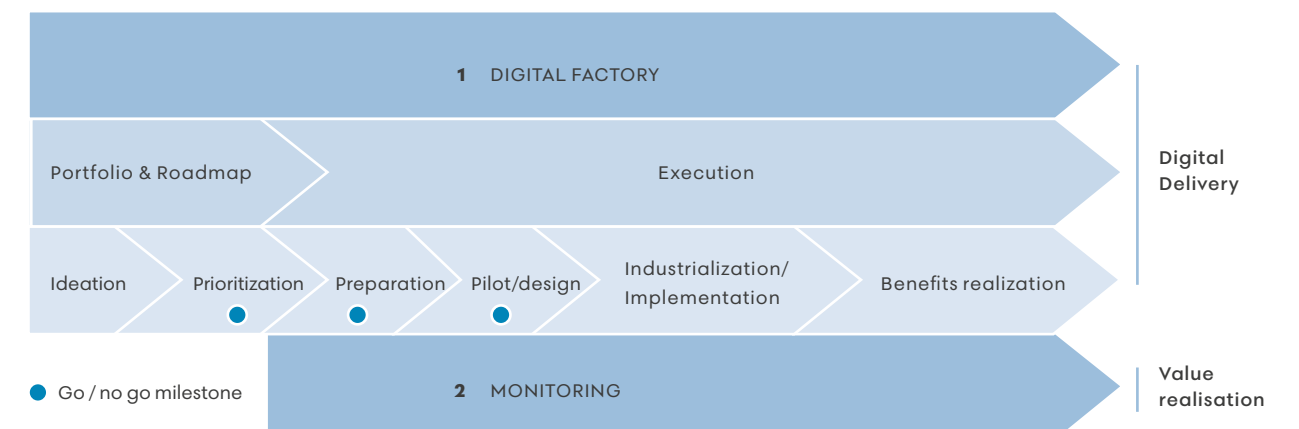 1 DIGITAL FACTORY
Portfolio & Roadmap
Execution
Digital
Delivery
Ideation
Prioritization
Preparation
Pilot/design
Industrialization/
Implementation
Benefits realization
Go / no go milestone
2 MONITORING
Value
realisation